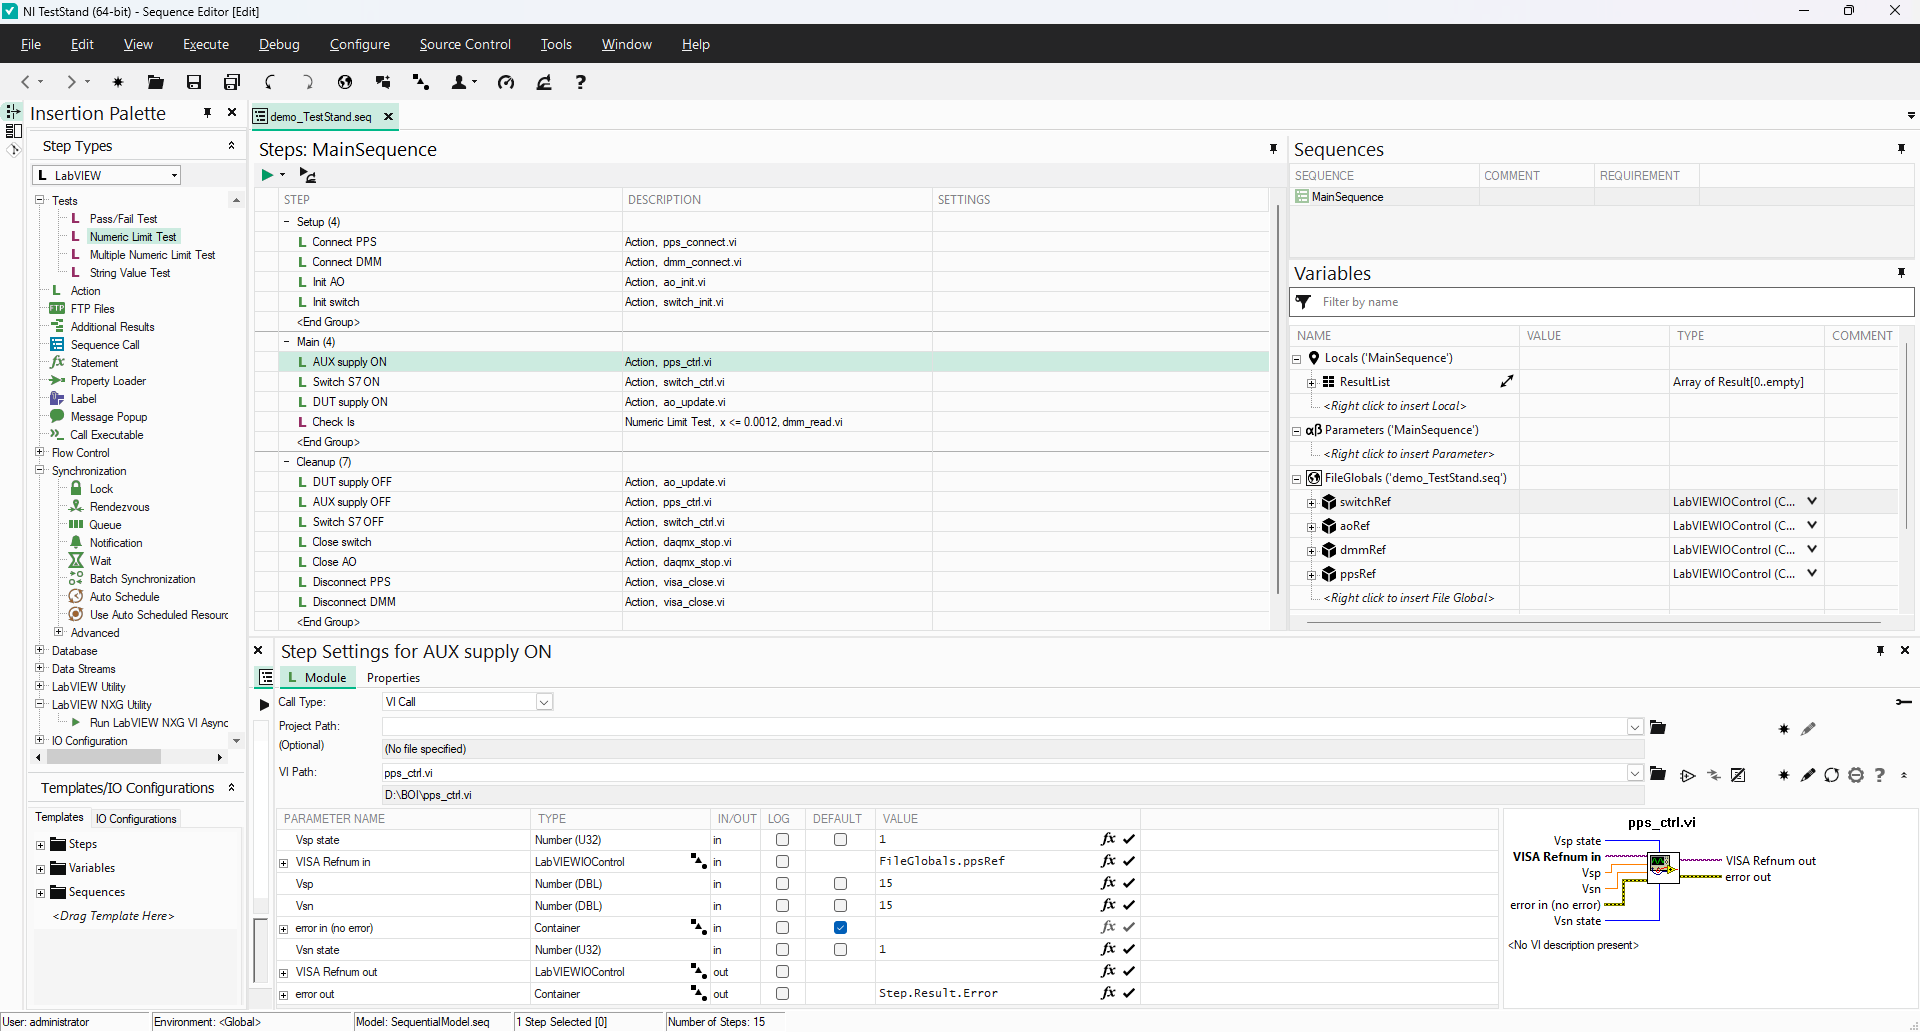 NI TestStand (64-bit) - Sequence Editor [Edit]
File Edit View Execute Debug Configure Source Control Tools Window Help
Insertion Palette
Step Types
LabVIEW
Tests
Pass/Fail Test
Numeric Limit Test
Multiple Numeric Limit Test
String Value Test
Action
FTP Files
Additional Results
Sequence Call
Statement
Property Loader
Label
Message Popup
Call Executable
Flow Control
Synchronization
Lock
Rendezvous
Queue
Notification
Wait
Batch Synchronization
Auto Schedule
Use Auto Scheduled Resourc
Advanced
Database
Data Streams
LabVIEW Utility
LabVIEW NXG Utility
Run LabVIEW NXG VI Async
IO Configuration
Templates/IO Configurations
Templates IO Configurations
Steps
Variables
Sequences
<Drag Template Here>
demo_TestStand.seq
Steps: MainSequence
STEP DESCRIPTION SETTINGS
Setup (4)
Connect PPS Action, pps_connect.vi
Connect DMM Action, dmm_connect.vi
Init AO Action, ao_init.vi
Init switch Action, switch_init.vi
<End Group>
Main (4)
AUX supply ON Action, pps_ctrl.vi
Switch S7 ON Action, switch_ctrl.vi
DUT supply ON Action, ao_update.vi
Check Is Numeric Limit Test, x <= 0.0012, dmm_read.vi
<End Group>
Cleanup (7)
DUT supply OFF Action, ao_update.vi
AUX supply OFF Action, pps_ctrl.vi
Switch S7 OFF Action, switch_ctrl.vi
Close switch Action, daqmx_stop.vi
Close AO Action, daqmx_stop.vi
Disconnect PPS Action, visa_close.vi
Disconnect DMM Action, visa_close.vi
<End Group>
Sequences
SEQUENCE COMMENT REQUIREMENT
MainSequence
Variables
Filter by name
NAME VALUE TYPE COMMENT
Locals ('MainSequence')
ResultList Array of Result[0..empty]
<Right click to insert Local>
αβ Parameters ('MainSequence')
<Right click to insert Parameter>
FileGlobals ('demo_TestStand.seq')
switchRef LabVIEWIOControl (C...
aoRef LabVIEWIOControl (C...
dmmRef LabVIEWIOControl (C...
ppsRef LabVIEWIOControl (C...
<Right click to insert File Global>
Step Settings for AUX supply ON
Module Properties
Call Type: VI Call
Project Path:
(Optional) (No file specified)
VI Path: pps_ctrl.vi
D:\BOI\pps_ctrl.vi
PARAMETER NAME TYPE IN/OUT LOG DEFAULT VALUE
Vsp state Number (U32) in 1 fx
VISA Refnum in LabVIEWIOControl in FileGlobals.ppsRef fx
Vsp Number (DBL) in 15 fx
Vsn Number (DBL) in 15 fx
error in (no error) Container in fx
Vsn state Number (U32) in 1 fx
VISA Refnum out LabVIEWIOControl out fx
error out Container out Step.Result.Error fx
pps_ctrl.vi
Vsp state
VISA Refnum in
Vsp
Vsn
error in (no error)
Vsn state
VISA Refnum out
error out
<No VI description present>
User: administrator Environment: <Global> Model: SequentialModel.seq 1 Step Selected [0] Number of Steps: 15